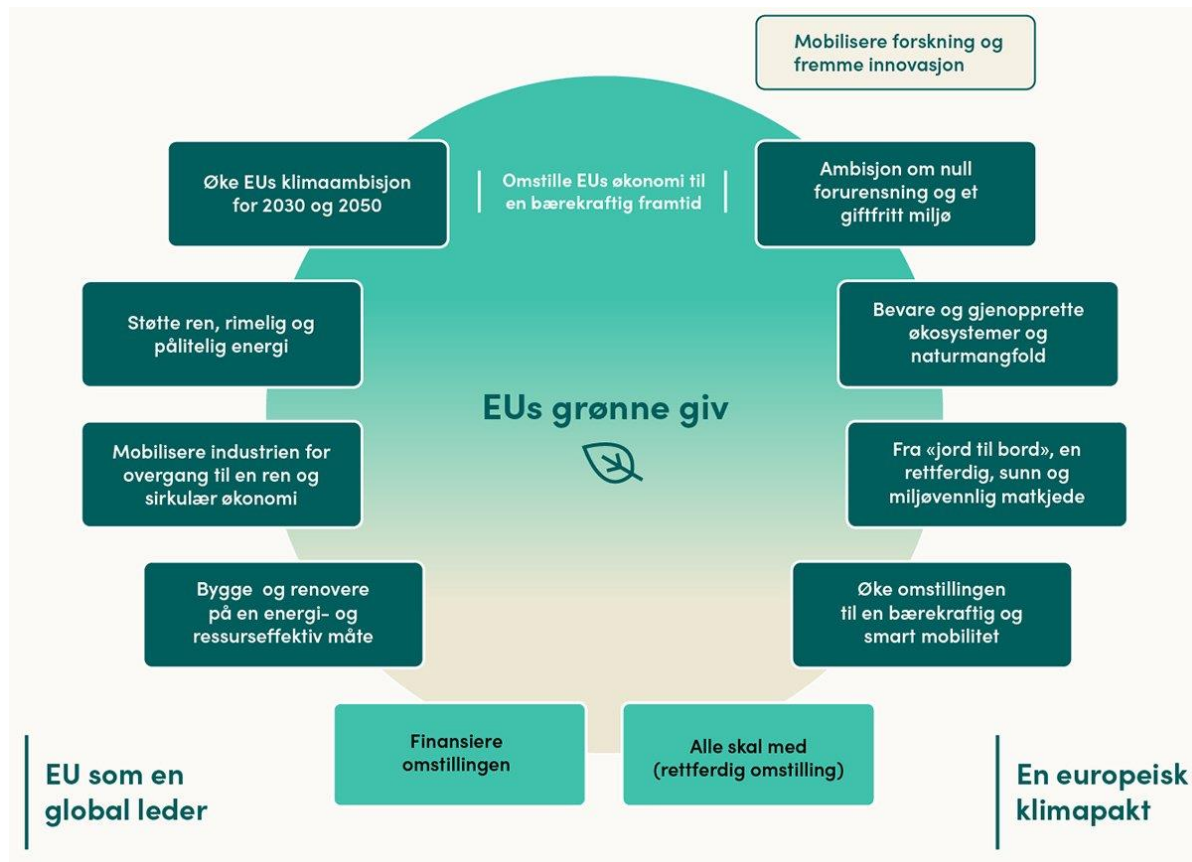 Mobilisere forskning og
fremme innovasjon
Øke EUs klimaambisjon
for 2030 og 2050
Omstille EUs økonomi til
en bærekraftig framtid
Ambisjon om null
forurensning og et
giftfritt miljø
Støtte ren, rimelig og
pålitelig energi
Bevare og gjenopprette
økosystemer og
naturmangfold
EUs grønne giv
Mobilisere industrien for
overgang til en ren og
sirkulær økonomi
Fra «jord til bord», en
rettferdig, sunn og
miljøvennlig matkjede
Bygge og renovere
på en energi- og
ressurseffektiv måte
Øke omstillingen
til en bærekraftig og
smart mobilitet
Finansiere
omstillingen
Alle skal med
(rettferdig omstilling)
EU som en
global leder
En europeisk
klimapakt